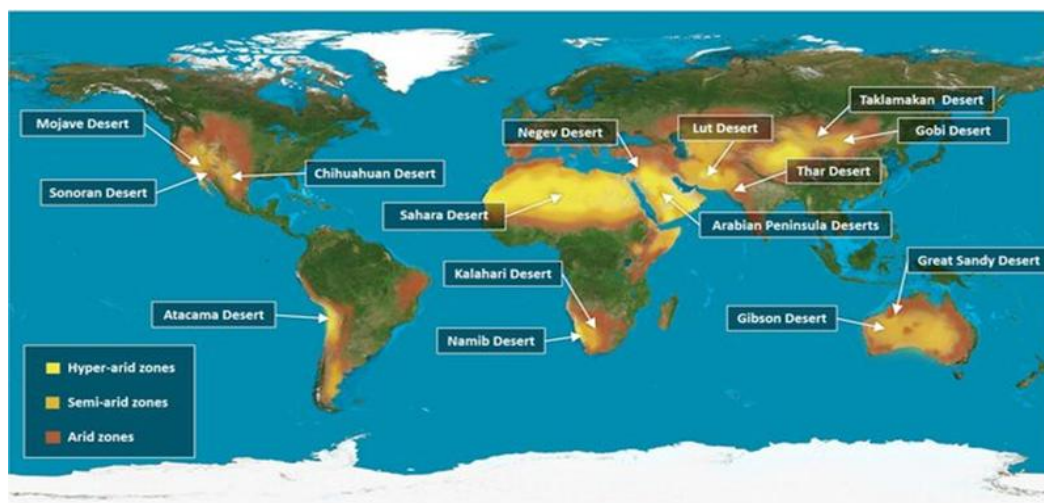 Taklamakan Desert
Mojave Desert
Negev Desert
Lut Desert
Gobi Desert
Sonoran Desert
Chihuahuan Desert
Thar Desert
Sahara Desert
Arabian Peninsula Deserts
Kalahari Desert
Great Sandy Desert
Atacama Desert
Gibson Desert
Namib Desert
Hyper-arid zones
Semi-arid zones
Arid zones